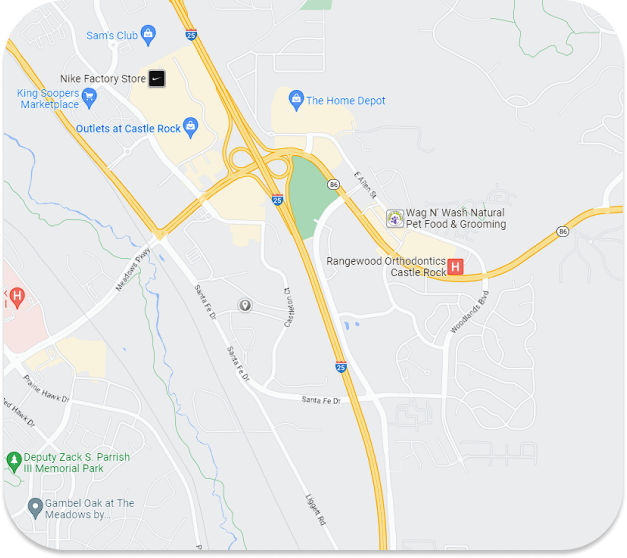 Sam's Club
25
Nike Factory Store
King Soopers
Marketplace
The Home Depot
Outlets at Castle Rock
E Allen St
86
25
Wag N' Wash Natural
Pet Food & Grooming
86
Meadows Pkwy
Rangewood Orthodontics
Castle Rock
H
H
Santa Fe Dr
Castleton Ct
Woodlands Blvd
Santa Fe Dr
25
Prairie Hawk Dr
Santa Fe Dr
Hawk Dr
Deputy Zack S. Parrish
III Memorial Park
Gambel Oak at The
Meadows by...
Liggett Rd